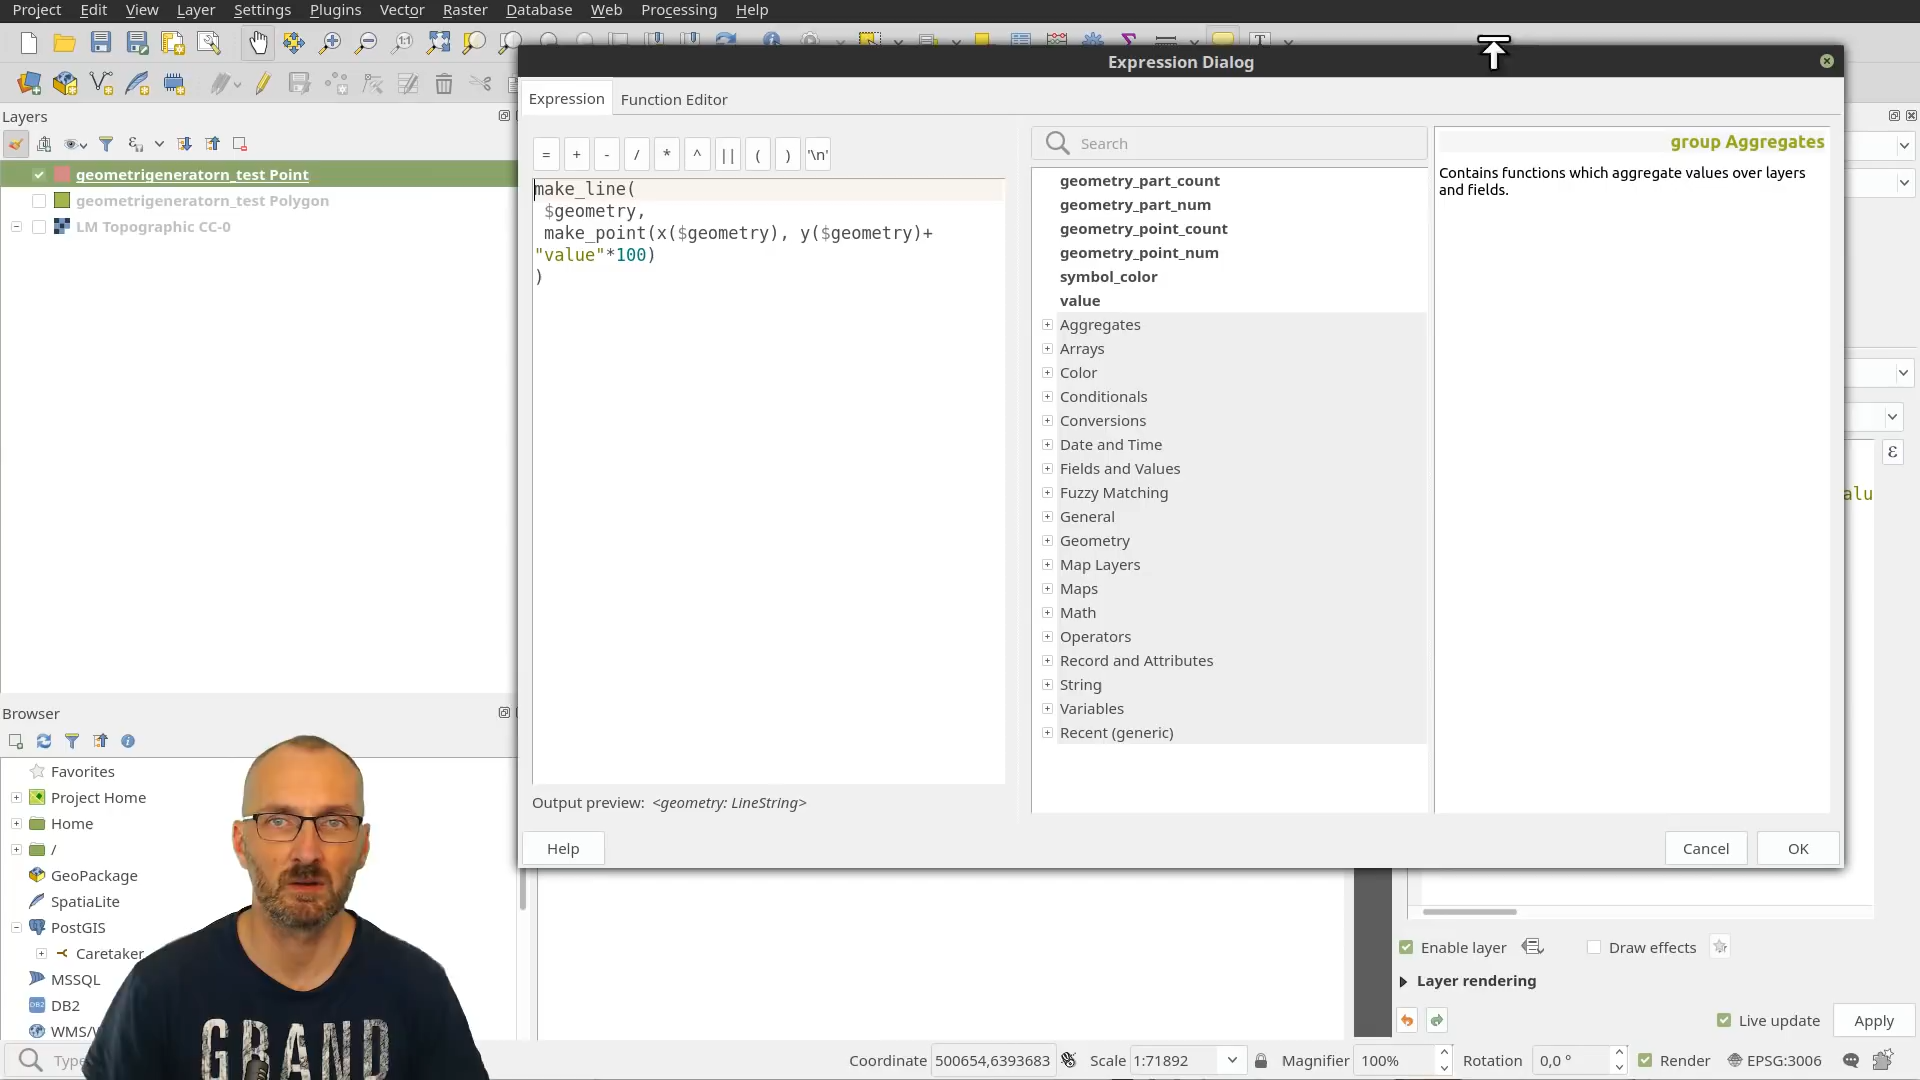 Project Edit View Layer Settings Plugins Vector Raster Database Web Processing Help
Expression Dialog
Expression Function Editor
Layers
= + - / * ^ || ( ) '\n'
Search
group Aggregates
Contains functions which aggregate values over layers
and fields.
geometrigeneratorn_test Point
geometrigeneratorn_test Polygon
LM Topographic CC-0
make_line(
$geometry,
make_point(x($geometry), y($geometry)+
"value"*100)
)
geometry_part_count
geometry_part_num
geometry_point_count
geometry_point_num
symbol_color
value
Aggregates
Arrays
Color
Conditionals
Conversions
Date and Time
Fields and Values
Fuzzy Matching
General
Geometry
Map Layers
Maps
Math
Operators
Record and Attributes
String
Variables
Recent (generic)
ε
alu
Output preview: <geometry: LineString>
Help
Cancel OK
Browser
Favorites
Project Home
Home
/
GeoPackage
SpatiaLite
PostGIS
Caretaker
MSSQL
DB2
WMS/W
GRAND
Enable layer Draw effects
Layer rendering
Live update Apply
Type
Coordinate 500654,6393683 Scale 1:71892 Magnifier 100% Rotation 0,0 ° Render EPSG:3006